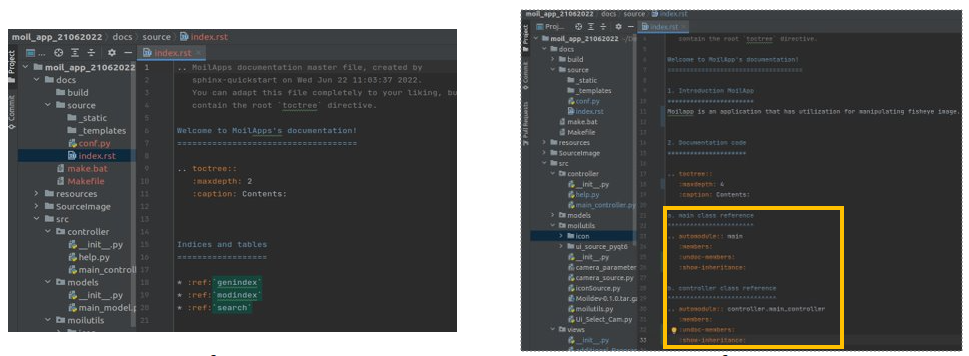 moil_app_21062022 > docs > source > index.rst
Project
Commit
...
index.rst
moil_app_21062022
docs
build
source
_static
_templates
conf.py
index.rst
make.bat
Makefile
resources
SourceImage
src
controller
__init__.py
help.py
main_control
models
__init__.py
main_model.p
moilutils
1 .. MoilApps documentation master file, created by
2 sphinx-quickstart on Wed Jun 22 11:03:37 2022.
3 You can adapt this file completely to your liking, bu
4 contain the root `toctree` directive.
5
6 Welcome to MoilApps's documentation!
7 ====================================
8
9 .. toctree::
10 :maxdepth: 2
11 :caption: Contents:
12
13
14
15 Indices and tables
16 ==================
17
18 * :ref:`genindex`
19 * :ref:`modindex`
20 * :ref:`search`
21
moil_app_21062022 > docs > source > index.rst
Project
Commit
Pull Requests
Proj...
index.rst
moil_app_21062022
docs
build
source
_static
_templates
conf.py
index.rst
make.bat
Makefile
resources
SourceImage
src
controller
__init__.py
help.py
main_controller.py
models
moilutils
icon
ui_source_pyqt6
__init__.py
camera_parameter
camera_source.py
iconSource.py
Moildev-0.1.0.tar.g
moilutils.py
Ui_Select_Cam.py
views
__init__.py
contain the root `toctree` directive.
Welcome to MoilApp's documentation!
===================================
1. Introduction MoilApp
***********************
Moilapp is an application that has utilization for manipulating fisheye image.
2. Documentation code
*********************
.. toctree::
:maxdepth: 4
:caption: Contents:
a. main class reference
***********************
.. automodule:: main
:members:
:undoc-members:
:show-inheritance:
b. controller class reference
*****************************
.. automodule:: controller.main_controller
:members:
:undoc-members:
:show-inheritance: